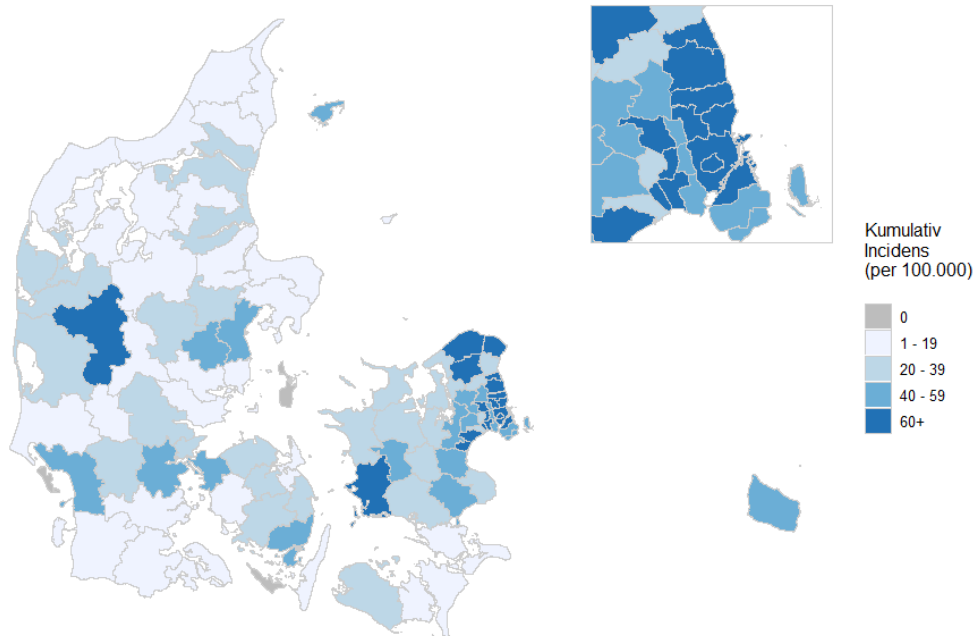 Kumulativ
Incidens
(per 100.000)
0
1 - 19
20 - 39
40 - 59
60+